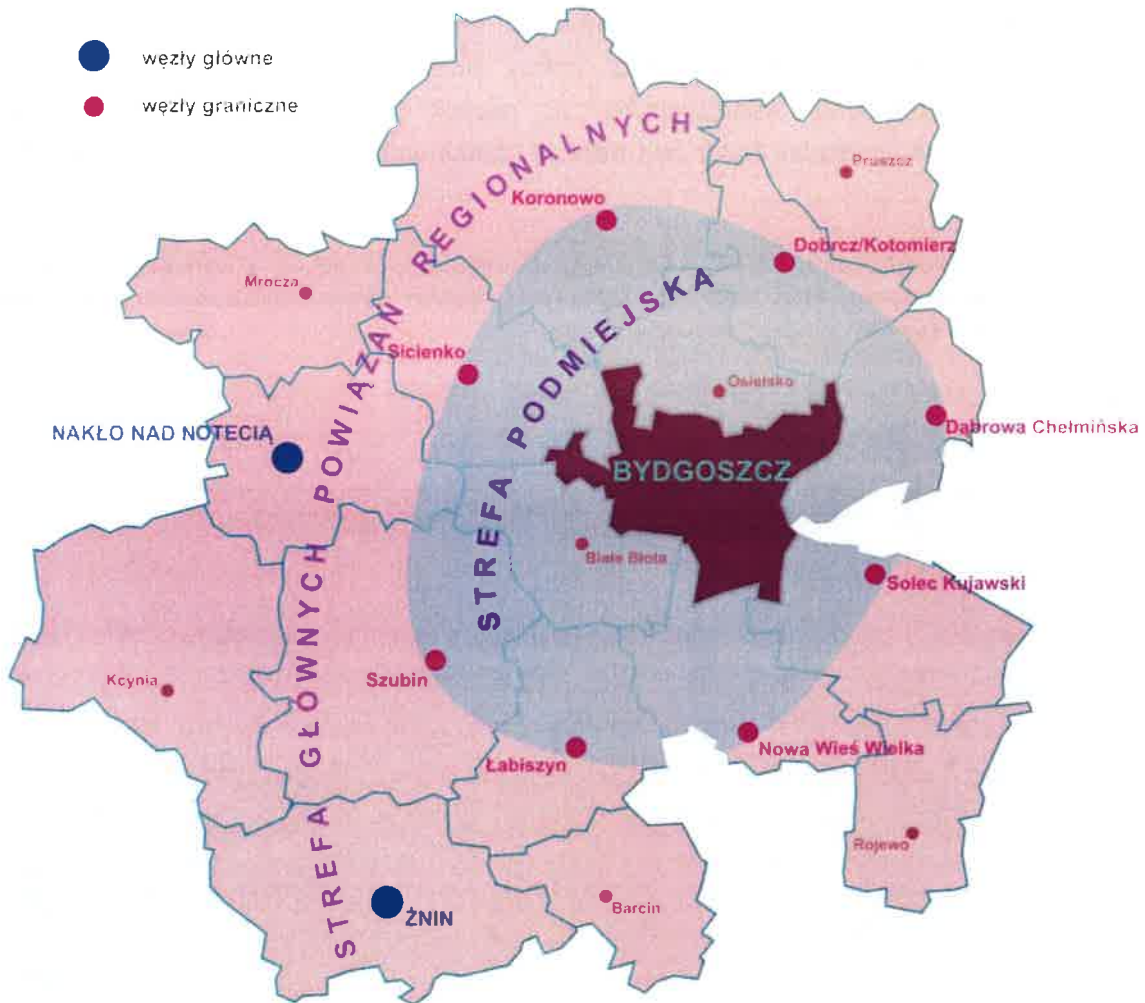 węzły główne
węzły graniczne
STREFA GŁÓWNYCH POWIĄZAŃ REGIONALNYCH
STREFA PODMIEJSKA
Pruszcz
Koronowo
Dobrcz/Kotomierz
Mrocza
Sicienko
Osielsko
NAKŁO NAD NOTECIĄ
Dąbrowa Chełmińska
BYDGOSZCZ
Białe Błota
Solec Kujawski
Kcynia
Szubin
Łabiszyn
Nowa Wieś Wielka
Rojewo
Barcin
ŻNIN